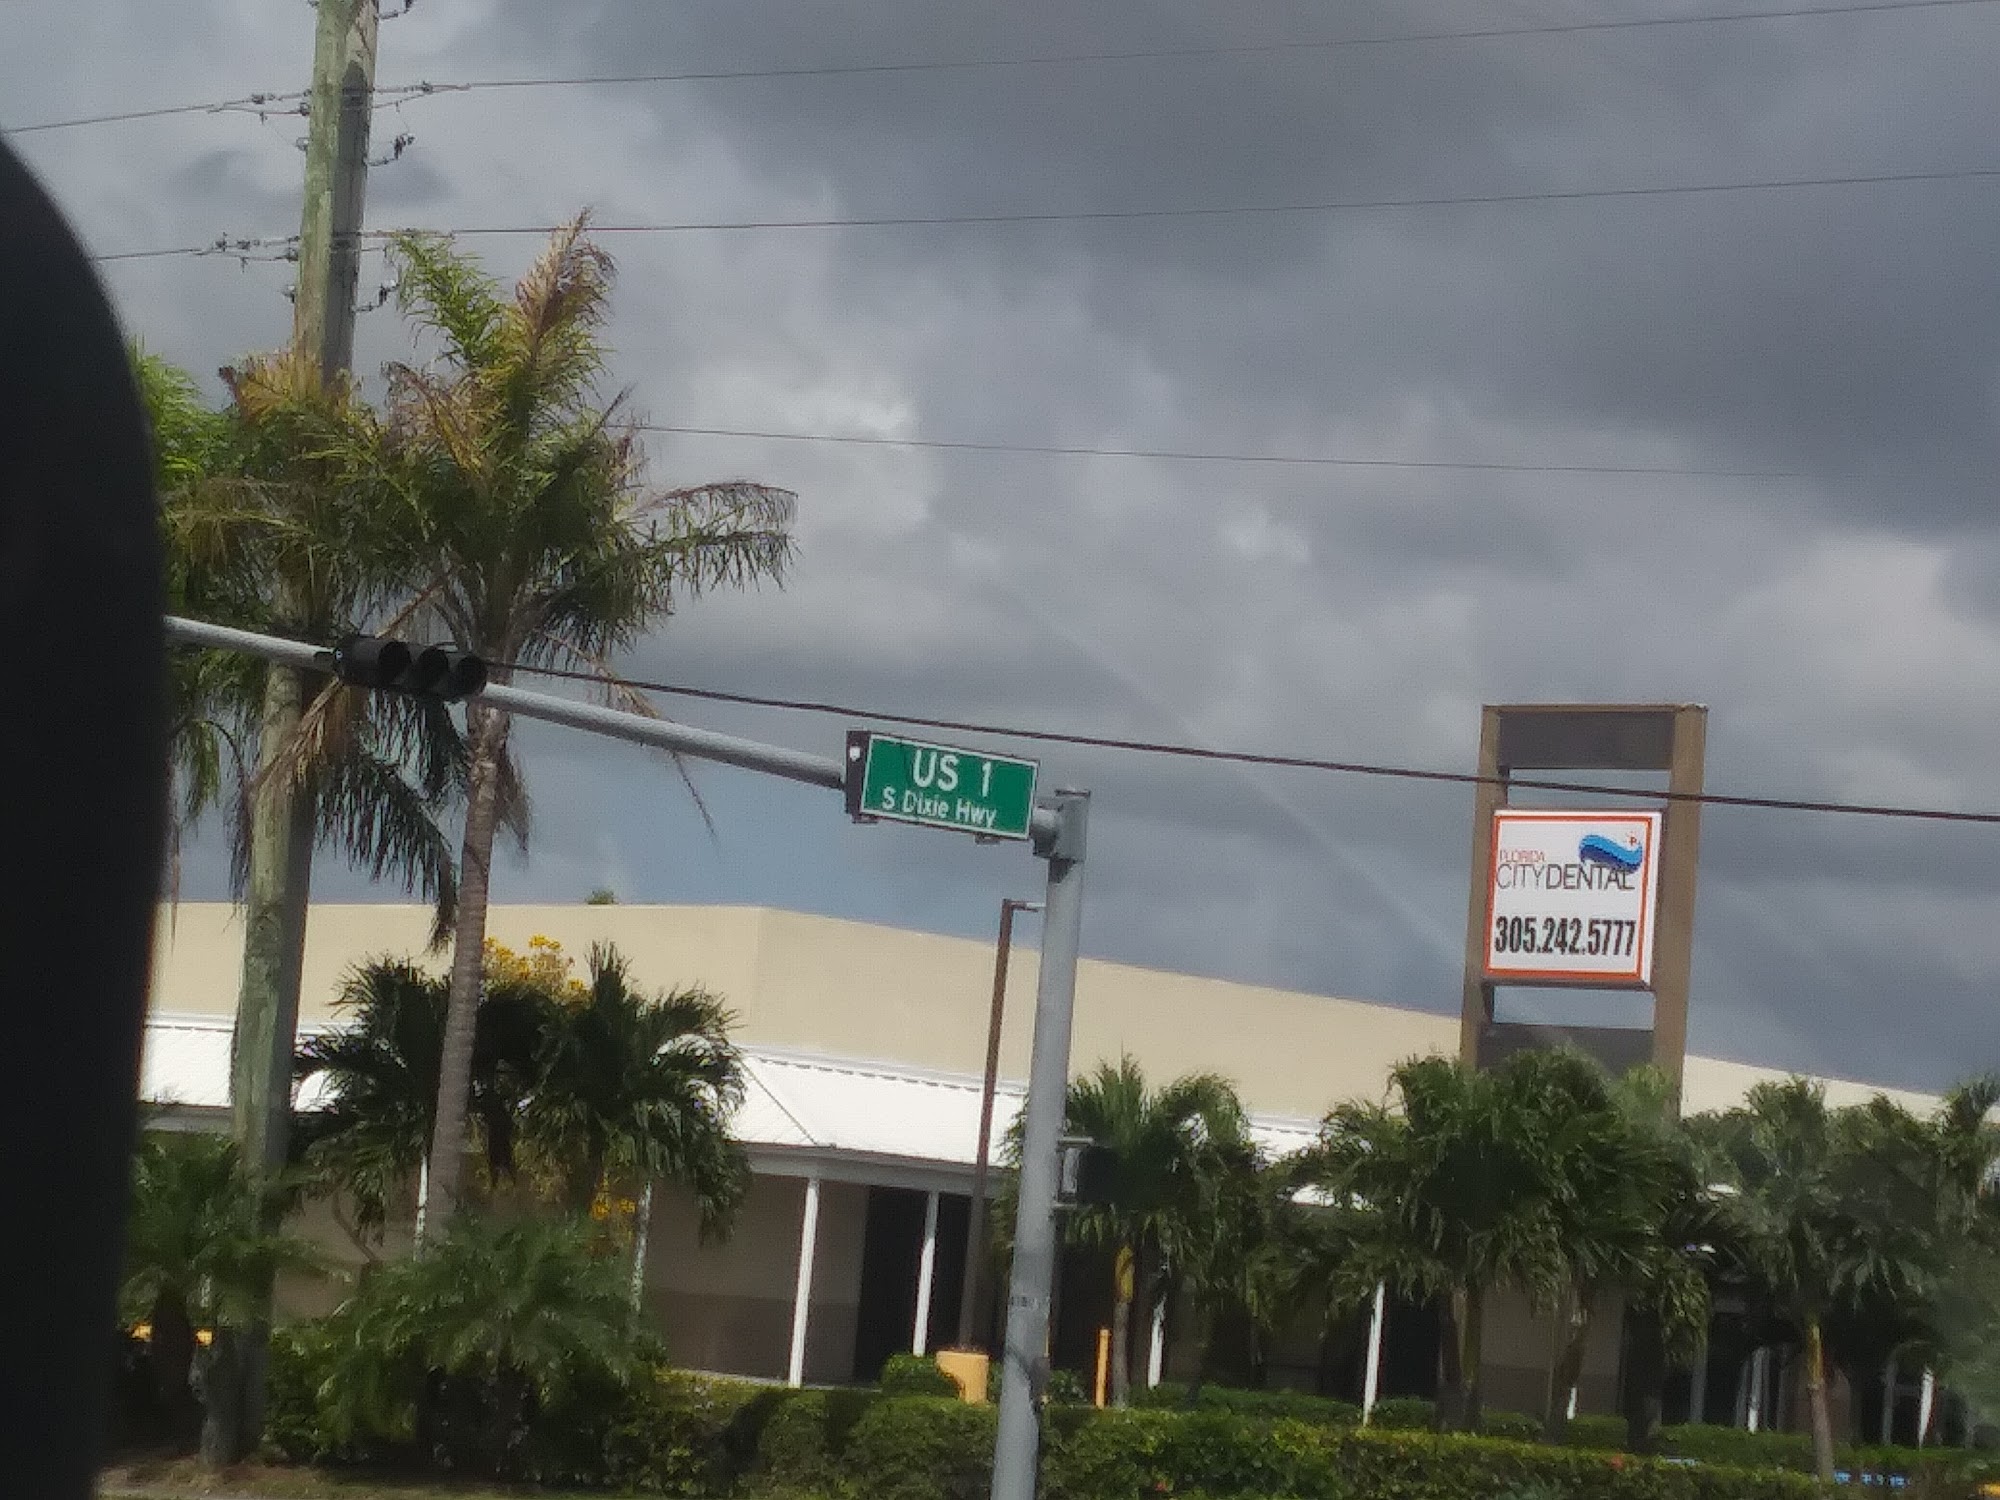 US 1
S Dixie Hwy
FLORIDA
CITYDENTAL
305.242.5777